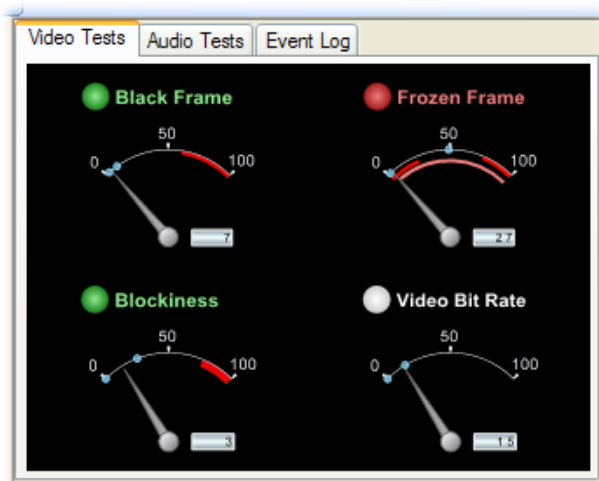 Video Tests Audio Tests Event Log
Black Frame Frozen Frame
0 50 100 0 50 100
7 2.7
Blockiness Video Bit Rate
0 50 100 0 50 100
3 1.5